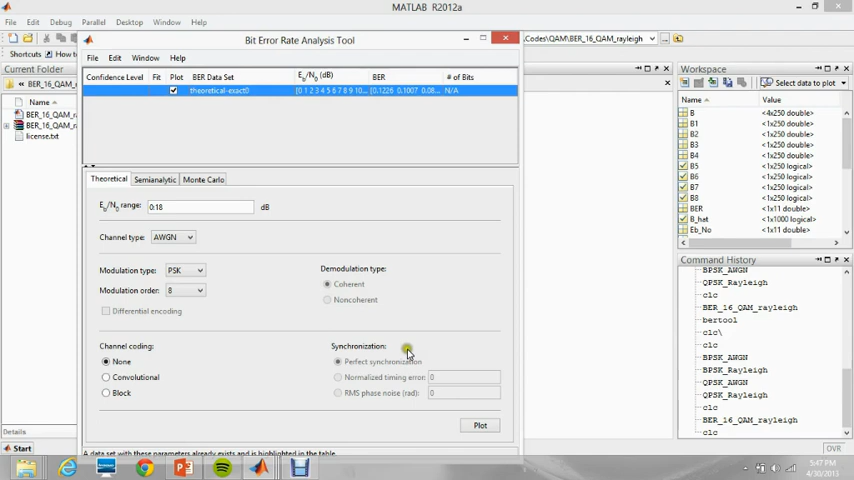 MATLAB R2012a
File Edit Debug Parallel Desktop Window Help
\Codes\QAM\BER_16_QAM_rayleigh
Shortcuts How to
Current Folder
« BER_16_QAM_ra
Name
BER_16_QAM_ra
BER_16_QAM_ra
license.txt
Details
Start
Bit Error Rate Analysis Tool
File Edit Window Help
Confidence Level Fit Plot BER Data Set Eb/N0 (dB) BER # of Bits
theoretical-exact0 [0 1 2 3 4 5 6 7 8 9 10... [0.1226 0.1007 0.08... N/A
Theoretical Semianalytic Monte Carlo
Eb/N0 range: 0:18 dB
Channel type: AWGN
Modulation type: PSK
Modulation order: 8
Differential encoding
Demodulation type:
Coherent
Noncoherent
Channel coding:
None
Convolutional
Block
Synchronization:
Perfect synchronization
Normalized timing error: 0
RMS phase noise (rad): 0
Plot
A data set with these parameters already exists and is highlighted in the table.
Workspace
Select data to plot
Name Value
B <4x250 double>
B1 <1x250 double>
B2 <1x250 double>
B3 <1x250 double>
B4 <1x250 double>
B5 <1x250 logical>
B6 <1x250 logical>
B7 <1x250 logical>
B8 <1x250 logical>
BER <1x11 double>
B_hat <1x1000 logical>
Eb_No <1x11 double>
Command History
BPSK_AWGN
QPSK_Rayleigh
clc
BER_16_QAM_rayleigh
bertool
clc\
clc
BPSK_AWGN
BPSK_Rayleigh
QPSK_AWGN
QPSK_Rayleigh
clc
BER_16_QAM_rayleigh
clc
OVR
5:47 PM
4/30/2013